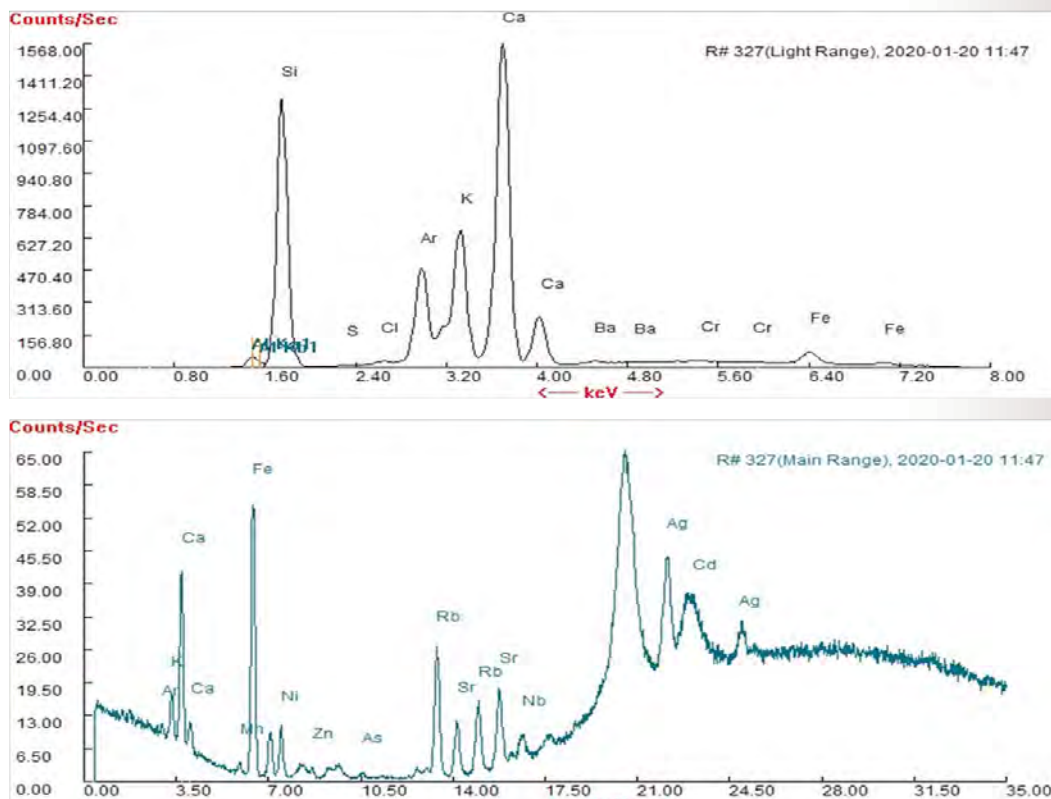 Counts/Sec
Ca
1568.00
R# 327(Light Range), 2020-01-20 11:47
1411.20
Si
1254.40
1097.60
940.80
K
784.00
627.20
Ar
470.40
Ca
313.60
S
Cl
Ba
Ba
Cr
Cr
Fe
Fe
156.80
0.00
0.00
0.80
1.60
2.40
3.20
4.00
4.80
5.60
6.40
7.20
8.00
<----- keV ----->
Counts/Sec
65.00
R# 327(Main Range), 2020-01-20 11:47
Fe
58.50
52.00
Ca
Ag
45.50
Cd
39.00
Rb
Ag
32.50
26.00
K
Rb
Sr
19.50
Ar
Ca
Ni
Sr
Nb
13.00
Mn
Zn
As
6.50
0.00
0.00
3.50
7.00
10.50
14.00
17.50
21.00
24.50
28.00
31.50
35.00